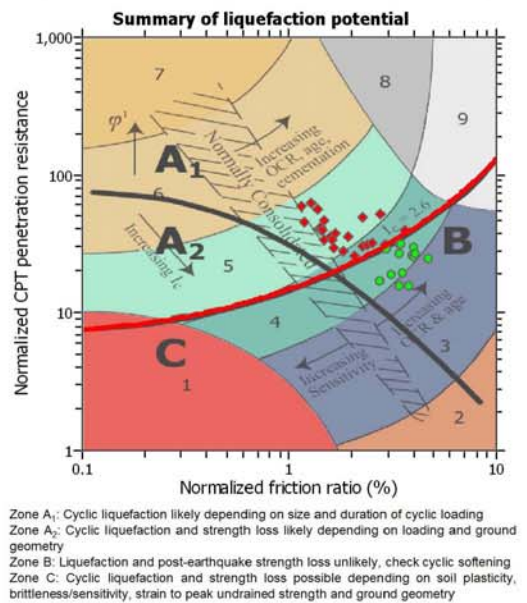 Summary of liquefaction potential
1,000
100
10
1
0.1
1
10
Normalized CPT penetration resistance
Normalized friction ratio (%)
7
8
9
φ'
A1
6
A2
5
4
B
3
C
1
2
Normally Consolidated
Increasing
OCR, age,
cementation
Ic = 2.6
Increasing Ic
Increasing
OCR & age
Increasing
Sensitivity
Zone A1: Cyclic liquefaction likely depending on size and duration of cyclic loading
Zone A2: Cyclic liquefaction and strength loss likely depending on loading and ground
geometry
Zone B: Liquefaction and post-earthquake strength loss unlikely, check cyclic softening
Zone C: Cyclic liquefaction and strength loss possible depending on soil plasticity,
brittleness/sensitivity, strain to peak undrained strength and ground geometry